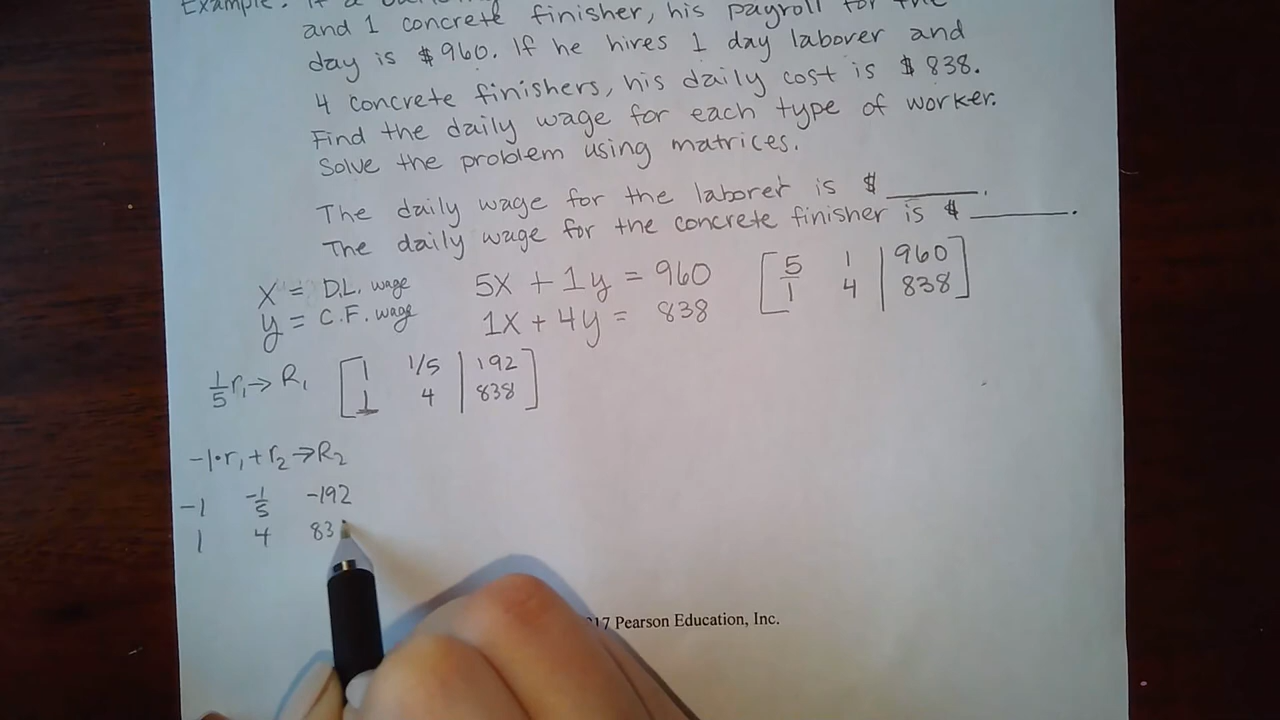 Example: If a
and 1 concrete finisher, his payroll for the
day is $960. If he hires 1 day laborer and
4 concrete finishers, his daily cost is $838.
Find the daily wage for each type of worker.
Solve the problem using matrices.
The daily wage for the laborer is $______.
The daily wage for the concrete finisher is $______.
x = D.L. wage
y = C.F. wage
5x + 1y = 960
1x + 4y = 838
[5 1 | 960]
[1 4 | 838]
1/5 r₁ → R₁
[1 1/5 | 192]
[1 4 | 838]
-1•r₁ + r₂ → R₂
-1 -1/5 -192
1 4 83
17 Pearson Education, Inc.